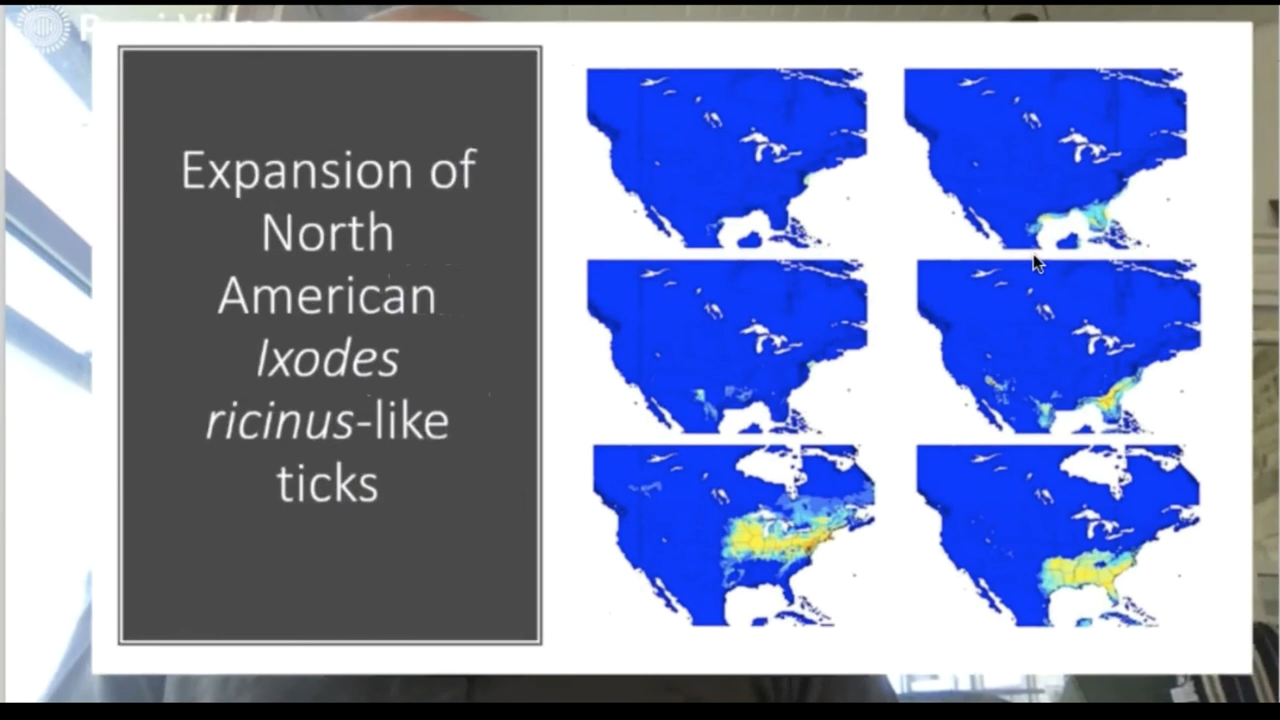 Expansion of
North
American
Ixodes
ricinus-like
ticks